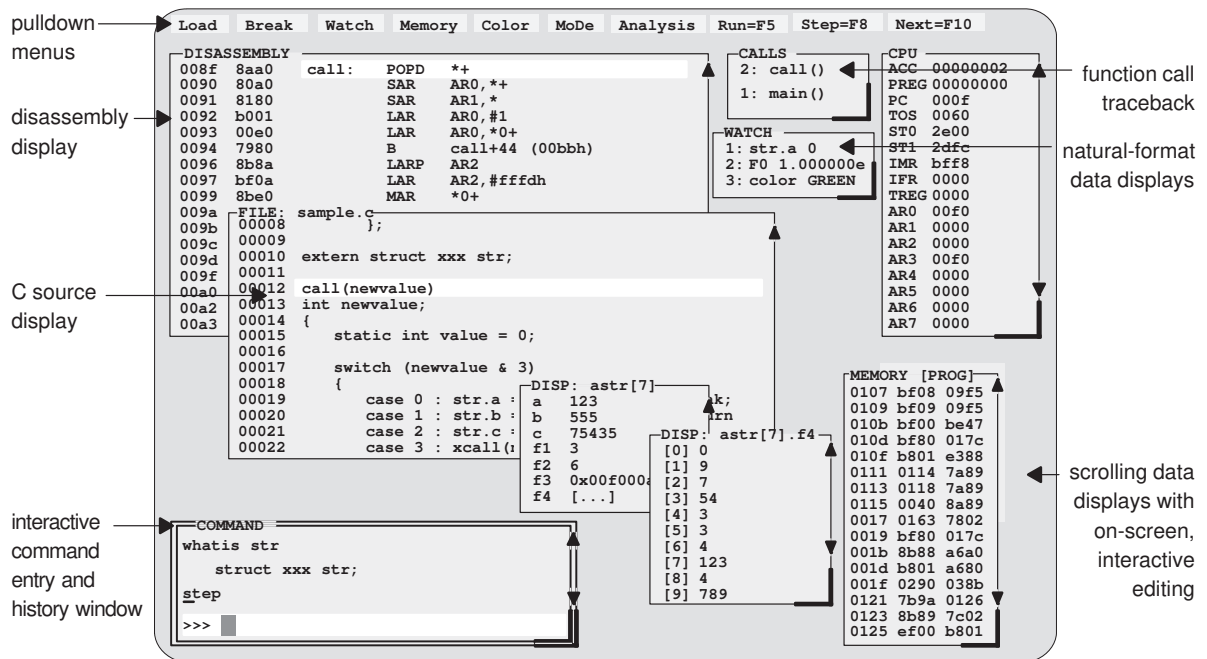 pulldown
menus
disassembly
display
C source
display
interactive
command
entry and
history window
Load Break Watch Memory Color MoDe Analysis Run=F5 Step=F8 Next=F10
DISASSEMBLY
008f 8aa0 call: POPD *+
0090 80a0 SAR AR0,*+
0091 8180 SAR AR1,*
0092 b001 LAR AR0,#1
0093 00e0 LAR AR0,*0+
0094 7980 B call+44 (00bbh)
0096 8b8a LARP AR2
0097 bf0a LAR AR2,#fffdh
0099 8be0 MAR *0+
009a
009b
009c
009d
009f
00a0
00a2
00a3
FILE: sample.c
00008 };
00009
00010 extern struct xxx str;
00011
00012 call(newvalue)
00013 int newvalue;
00014 {
00015 static int value = 0;
00016
00017 switch (newvalue & 3)
00018 {
00019 case 0 : str.a = k;
00020 case 1 : str.b = rn
00021 case 2 : str.c =
00022 case 3 : xcall(
DISP: astr[7]
a 123
b 555
c 75435
f1 3
f2 6
f3 0x00f000a
f4 [...]
DISP: astr[7].f4
[0] 0
[1] 9
[2] 7
[3] 54
[4] 3
[5] 3
[6] 4
[7] 123
[8] 4
[9] 789
COMMAND
whatis str
struct xxx str;
step
>>>
CALLS
2: call()
1: main()
WATCH
1: str.a 0
2: F0 1.000000e
3: color GREEN
CPU
ACC 00000002
PREG 00000000
PC 000f
TOS 0060
ST0 2e00
ST1 2dfc
IMR bff8
IFR 0000
TREG 0000
AR0 00f0
AR1 0000
AR2 0000
AR3 00f0
AR4 0000
AR5 0000
AR6 0000
AR7 0000
MEMORY [PROG]
0107 bf08 09f5
0109 bf09 09f5
010b bf00 be47
010d bf80 017c
010f b801 e388
0111 0114 7a89
0113 0118 7a89
0115 0040 8a89
0017 0163 7802
0019 bf80 017c
001b 8b88 a6a0
001d b801 a680
001f 0290 038b
0121 7b9a 0126
0123 8b89 7c02
0125 ef00 b801
function call
traceback
natural-format
data displays
scrolling data
displays with
on-screen,
interactive
editing